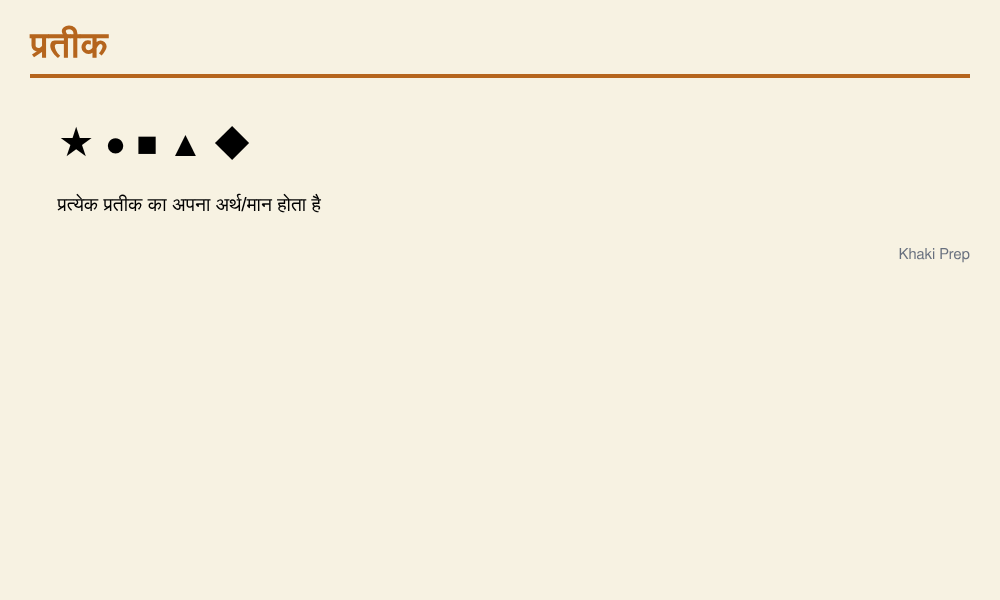 प्रतीक
★ ● ■ ▲ ◆
प्रत्येक प्रतीक का अपना अर्थ/मान होता है
Khaki Prep